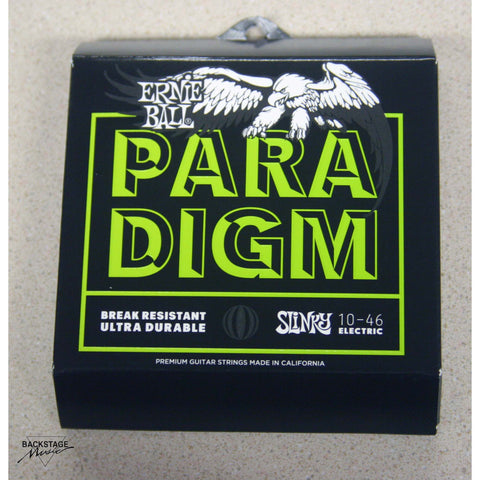 ERNIE
BALL®
PARA
DIGM
BREAK RESISTANT
ULTRA DURABLE
SLINKY
10-46
ELECTRIC
PREMIUM GUITAR STRINGS MADE IN CALIFORNIA
BACKSTAGE
Music